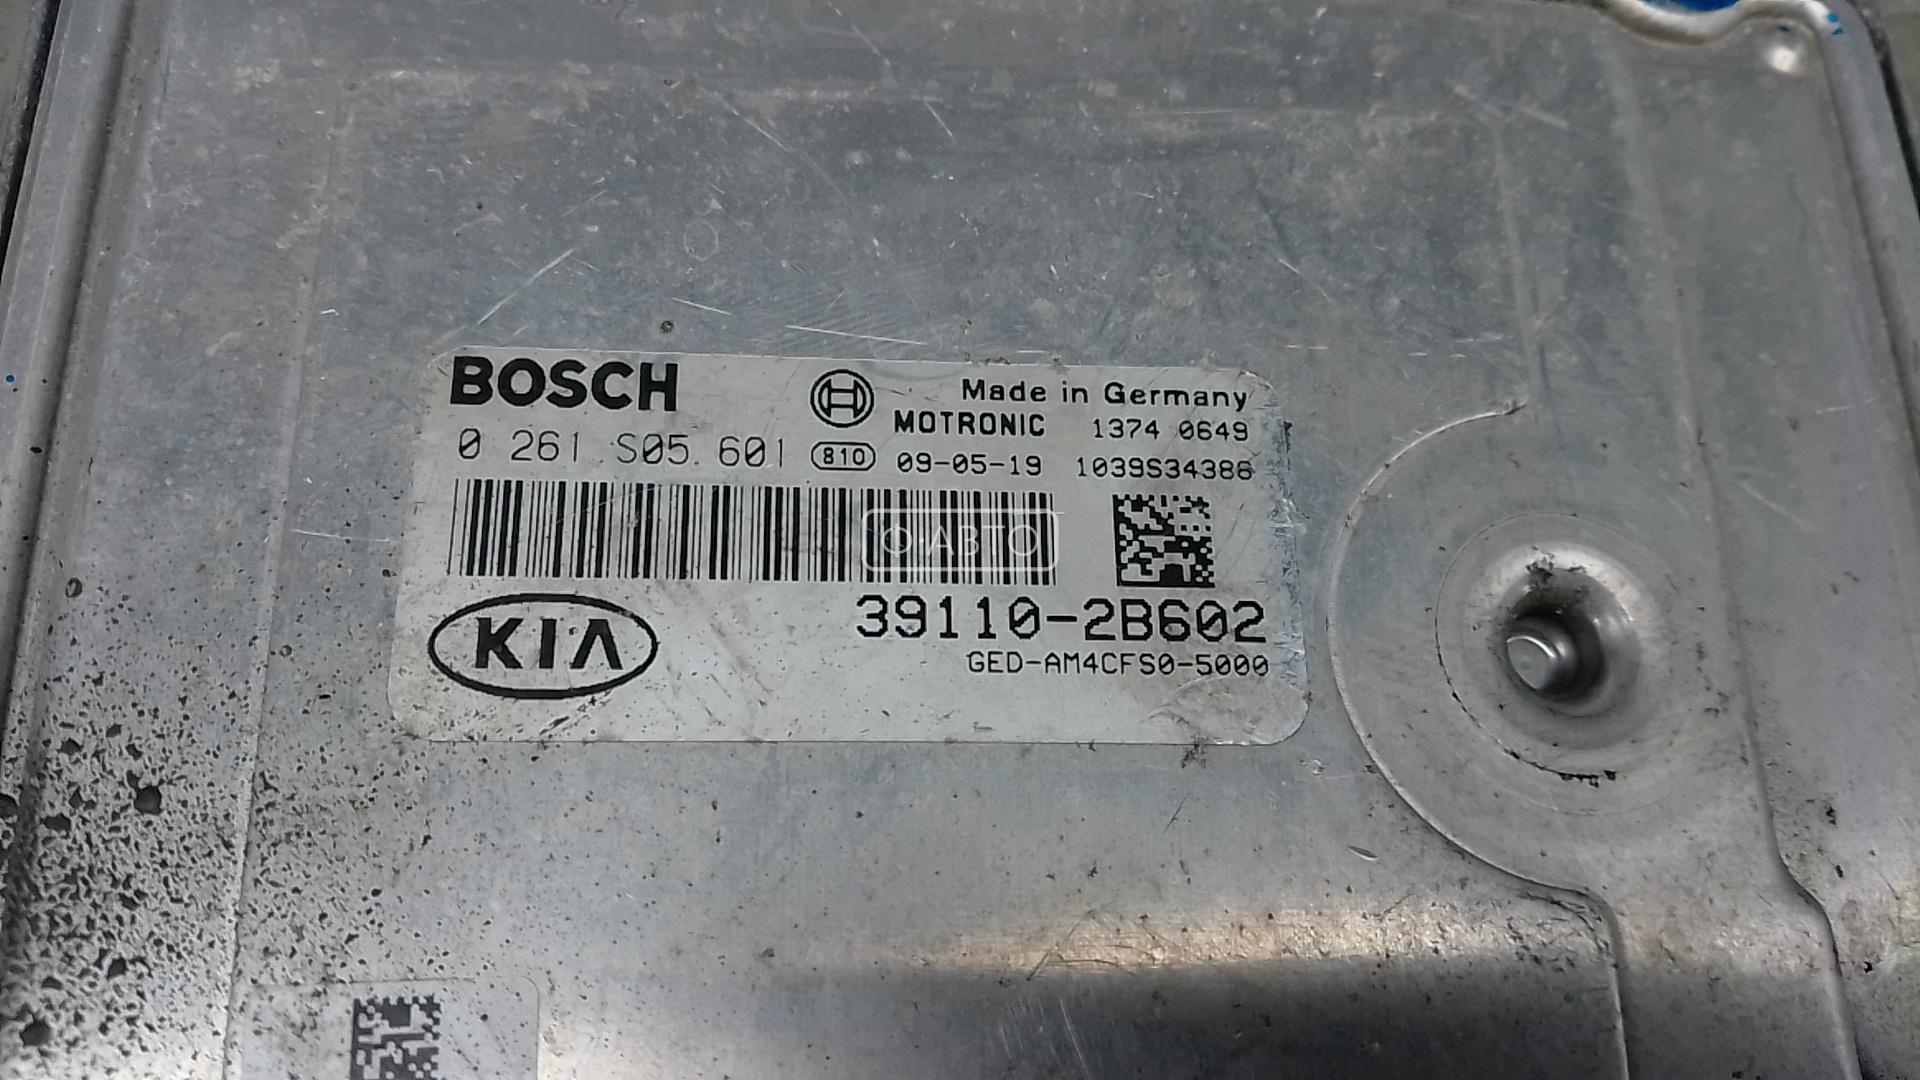 BOSCH
Made in Germany
MOTRONIC 1374 0649
0 261 S05 601 810 09-05-19 1039S34386
О·АВТО
39110-2B602
KIA
GED-AM4CFS0-5000